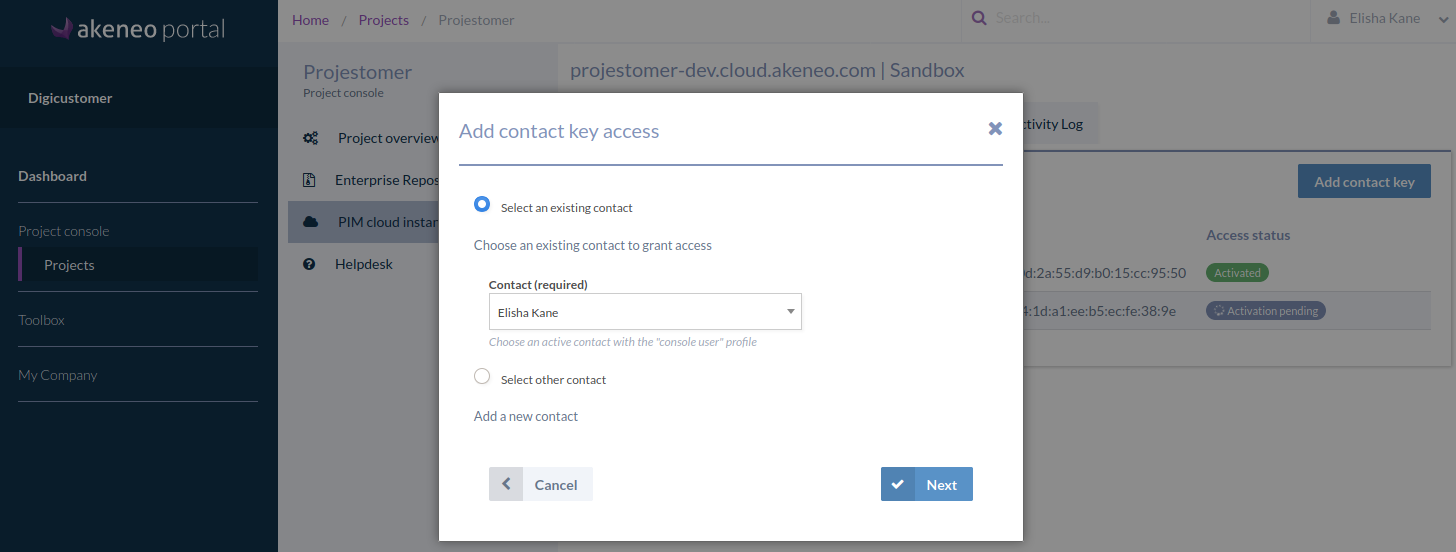 akeneo portal
Home / Projects / Projestomer
Search...
Elisha Kane
Digicustomer
Dashboard
Project console
Projects
Toolbox
My Company
Projestomer
Project console
Project overview
Enterprise Repos
PIM cloud instan
Helpdesk
projestomer-dev.cloud.akeneo.com | Sandbox
ctivity Log
Add contact key
Access status
0d:2a:55:d9:b0:15:cc:95:50
Activated
4:1d:a1:ee:b5:ec:fe:38:9e
Activation pending
Add contact key access
Select an existing contact
Choose an existing contact to grant access
Contact (required)
Elisha Kane
Choose an active contact with the "console user" profile
Select other contact
Add a new contact
Cancel
Next